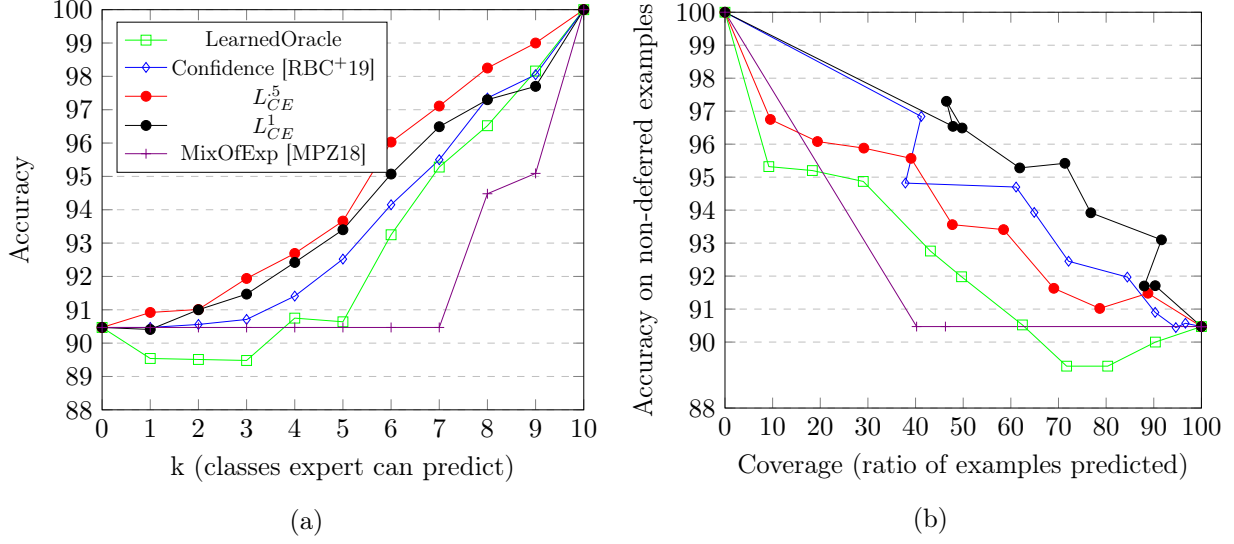 100
99
98
97
96
95
94
93
92
91
90
89
88
Accuracy
LearnedOracle
Confidence [RBC+19]
L.5CE
L1CE
MixOfExp [MPZ18]
0 1 2 3 4 5 6 7 8 9 10
k (classes expert can predict)
(a)
100
99
98
97
96
95
94
93
92
91
90
88
Accuracy on non-deferred examples
0 10 20 30 40 50 60 70 80 90 100
Coverage (ratio of examples predicted)
(b)